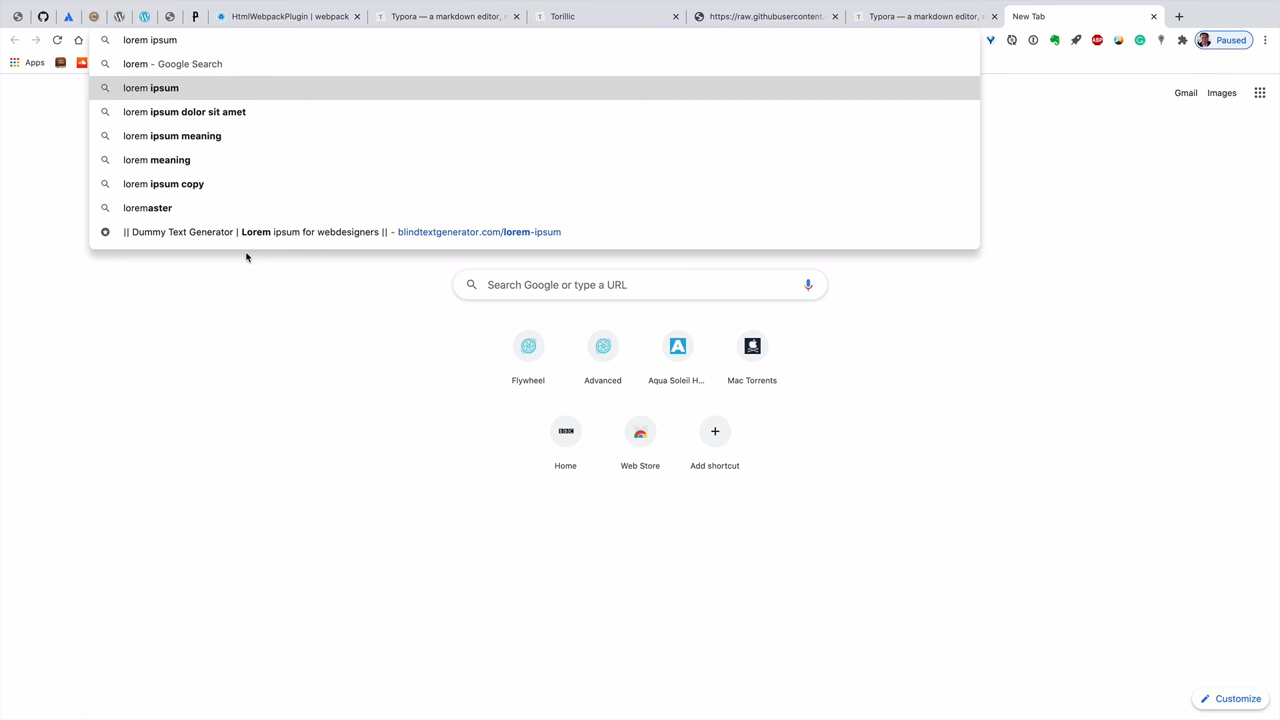 HtmlWebpackPlugin | webpack
Typora — a markdown editor, m
Torillic
https://raw.githubusercontent.
Typora — a markdown editor, m
New Tab
lorem ipsum
Paused
Apps
lorem - Google Search
lorem ipsum
lorem ipsum dolor sit amet
lorem ipsum meaning
lorem meaning
lorem ipsum copy
loremaster
|| Dummy Text Generator | Lorem ipsum for webdesigners || - blindtextgenerator.com/lorem-ipsum
Gmail
Images
Search Google or type a URL
Flywheel
Advanced
Aqua Soleil H...
Mac Torrents
BBC
Home
Web Store
Add shortcut
Customize